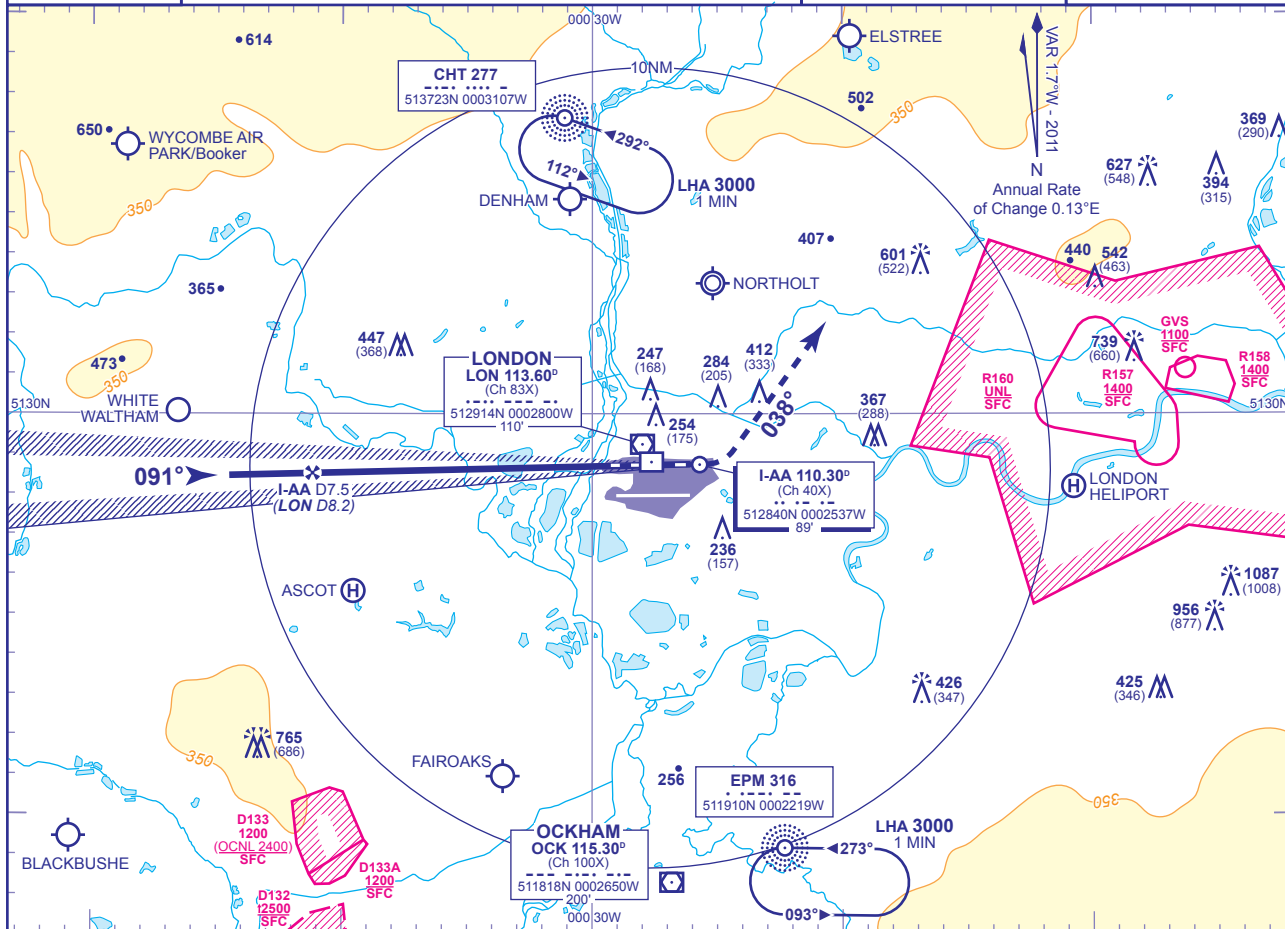 000 30W
614
ELSTREE
CHT 277
513723N 0003107W
10NM
VAR 1.7°W - 2011
502
350
369
(290)
650
WYCOMBE AIR
PARK/Booker
292°
112°
LHA 3000
1 MIN
DENHAM
627
(548)
N
394
(315)
Annual Rate
of Change 0.13°E
350
407
601
(522)
440
542
(463)
365
NORTHOLT
447
(368)
473
350
LONDON
LON 113.60ᴰ
(Ch 83X)
512914N 0002800W
110'
247
(168)
284
(205)
412
(333)
739
(660)
GVS
1100
SFC
R158
1400
SFC
R160
UNL
SFC
R157
1400
SFC
5130N
WHITE
WALTHAM
254
(175)
038°
367
(288)
5130N
091°
I-AA D7.5
(LON D8.2)
I-AA 110.30ᴰ
(Ch 40X)
512840N 0002537W
89'
LONDON
HELIPORT
H
236
(157)
ASCOT H
1087
(1008)
956
(877)
426
(347)
425
(346)
765
(686)
350
FAIROAKS
256
EPM 316
511910N 0002219W
350
D133
1200
(OCNL 2400)
SFC
BLACKBUSHE
D133A
1200
SFC
OCKHAM
OCK 115.30ᴰ
(Ch 100X)
511818N 0002650W
200'
LHA 3000
1 MIN
273°
093°
D132
12500
SFC
000 30W